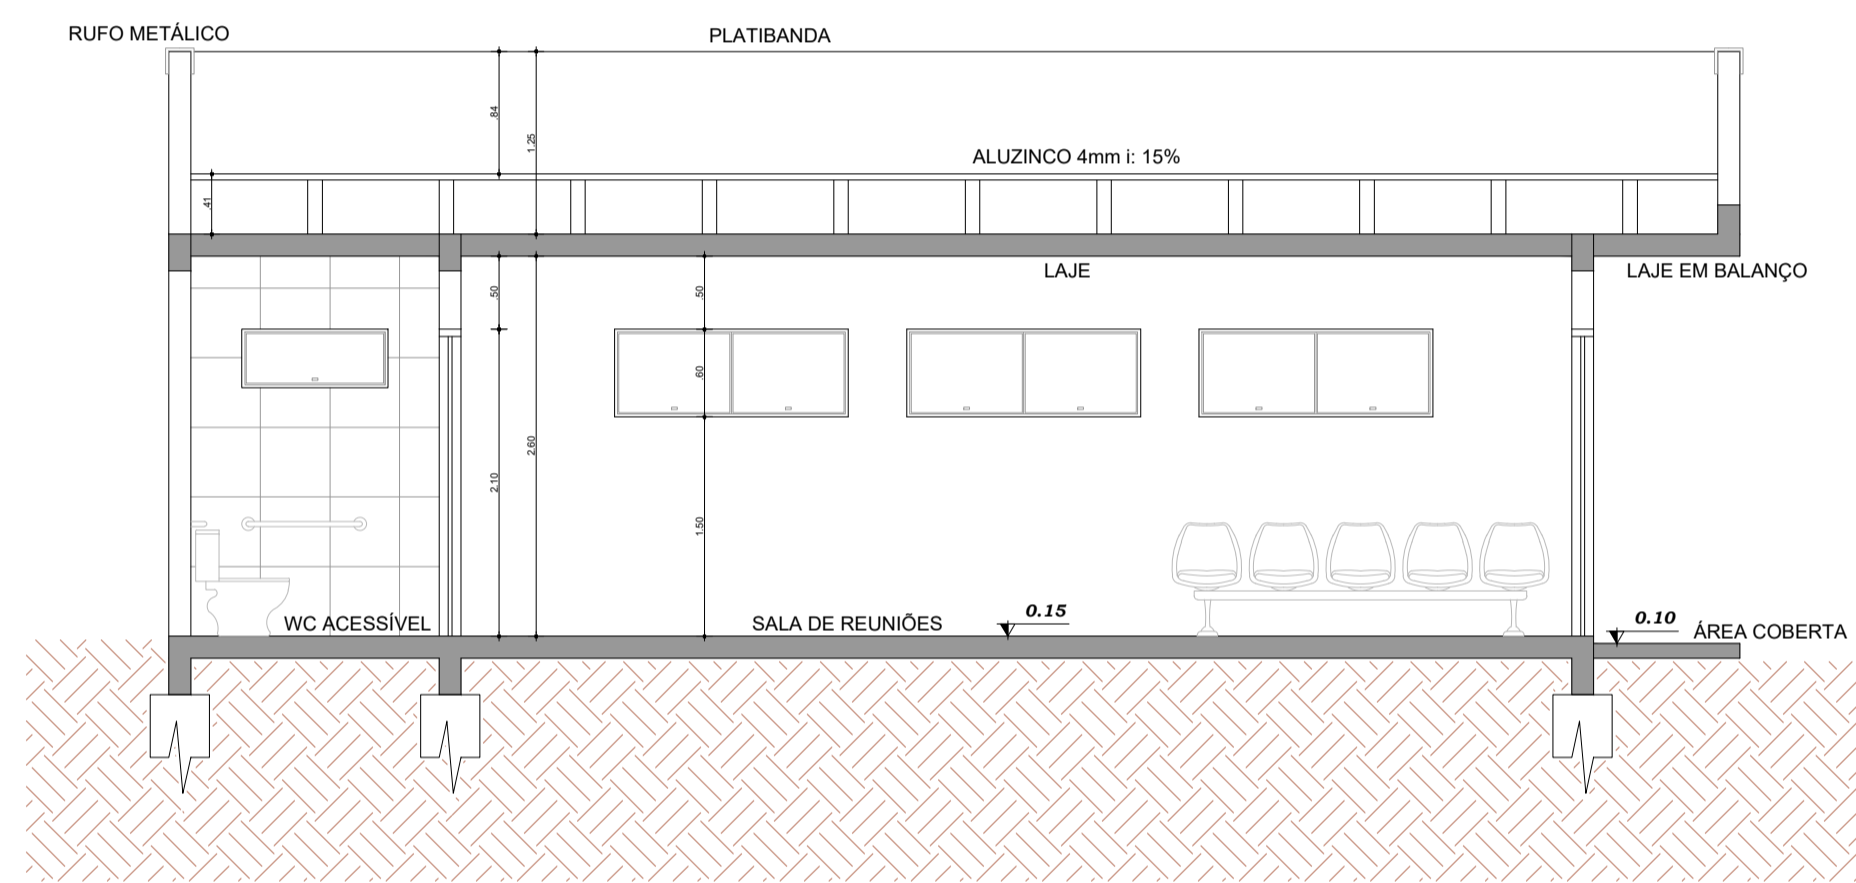 RUFO METÁLICO
PLATIBANDA
.84
1.25
ALUZINCO 4mm i: 15%
.41
LAJE
LAJE EM BALANÇO
.50
.50
.60
2.60
2.10
1.50
0.15
0.10
WC ACESSÍVEL
SALA DE REUNIÕES
ÁREA COBERTA